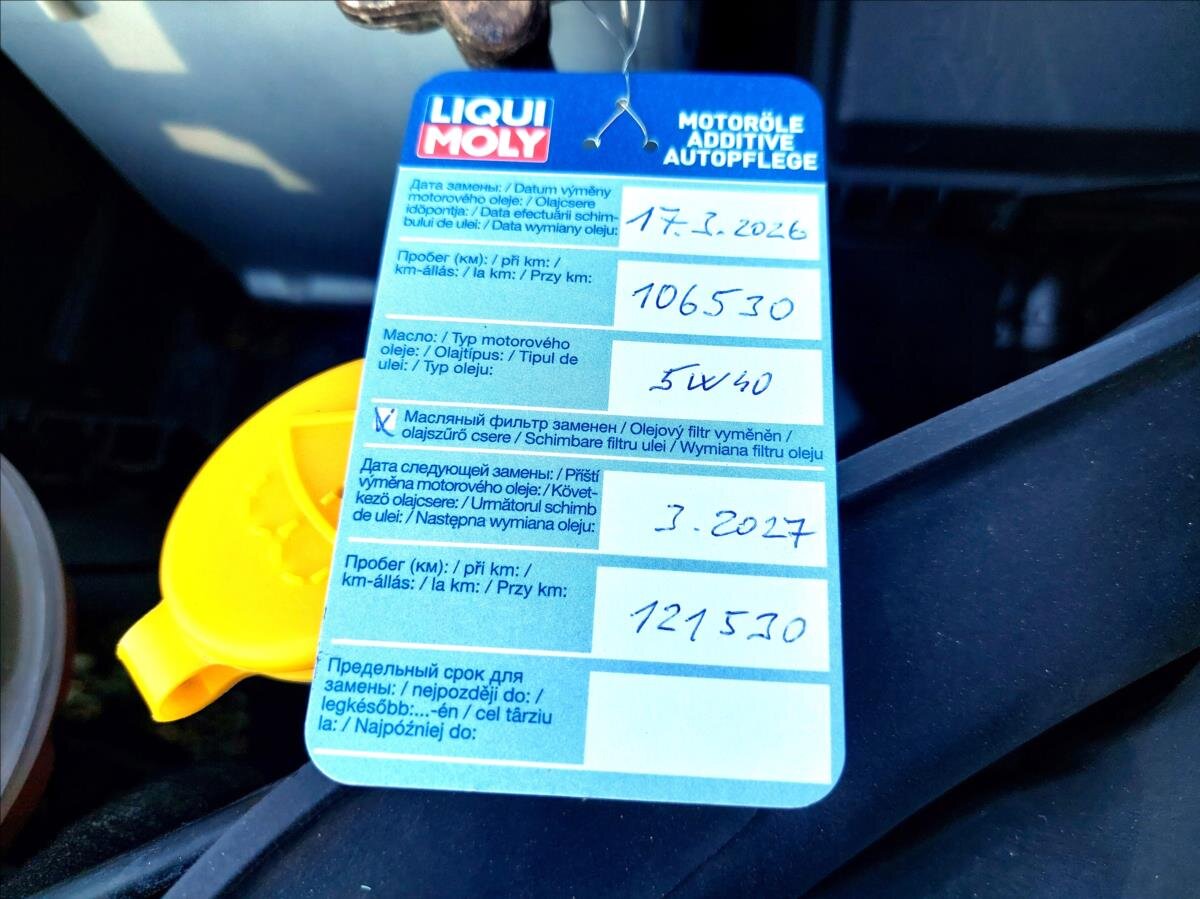 LIQUI
MOLY
MOTORÖLE
ADDITIVE
AUTOPFLEGE
Дата замены: / Datum výměny
motorového oleje: / Olajcsere
időpontja: / Data efectuării schim-
bului de ulei: / Data wymiany oleju:
17.3.2026
Пробег (км): / při km: /
km-állás: / la km: / Przy km:
106530
Масло: / Typ motorového
oleje: / Olajtípus: / Tipul de
ulei: / Typ oleju:
5W40
Масляный фильтр заменен / Olejový filtr vyměněn /
olajszűrő csere / Schimbare filtru ulei / Wymiana filtru oleju
Дата следующей замены: / Příští
výměna motorového oleje: / Követ-
kező olajcsere: / Următorul schimb
de ulei: / Następna wymiana oleju:
3.2027
Пробег (км): / při km: /
km-állás: / la km: / Przy km:
121530
Предельный срок для
замены: / nejpozději do: /
legkésőbb:...-én / cel târziu
la: / Najpóźniej do: